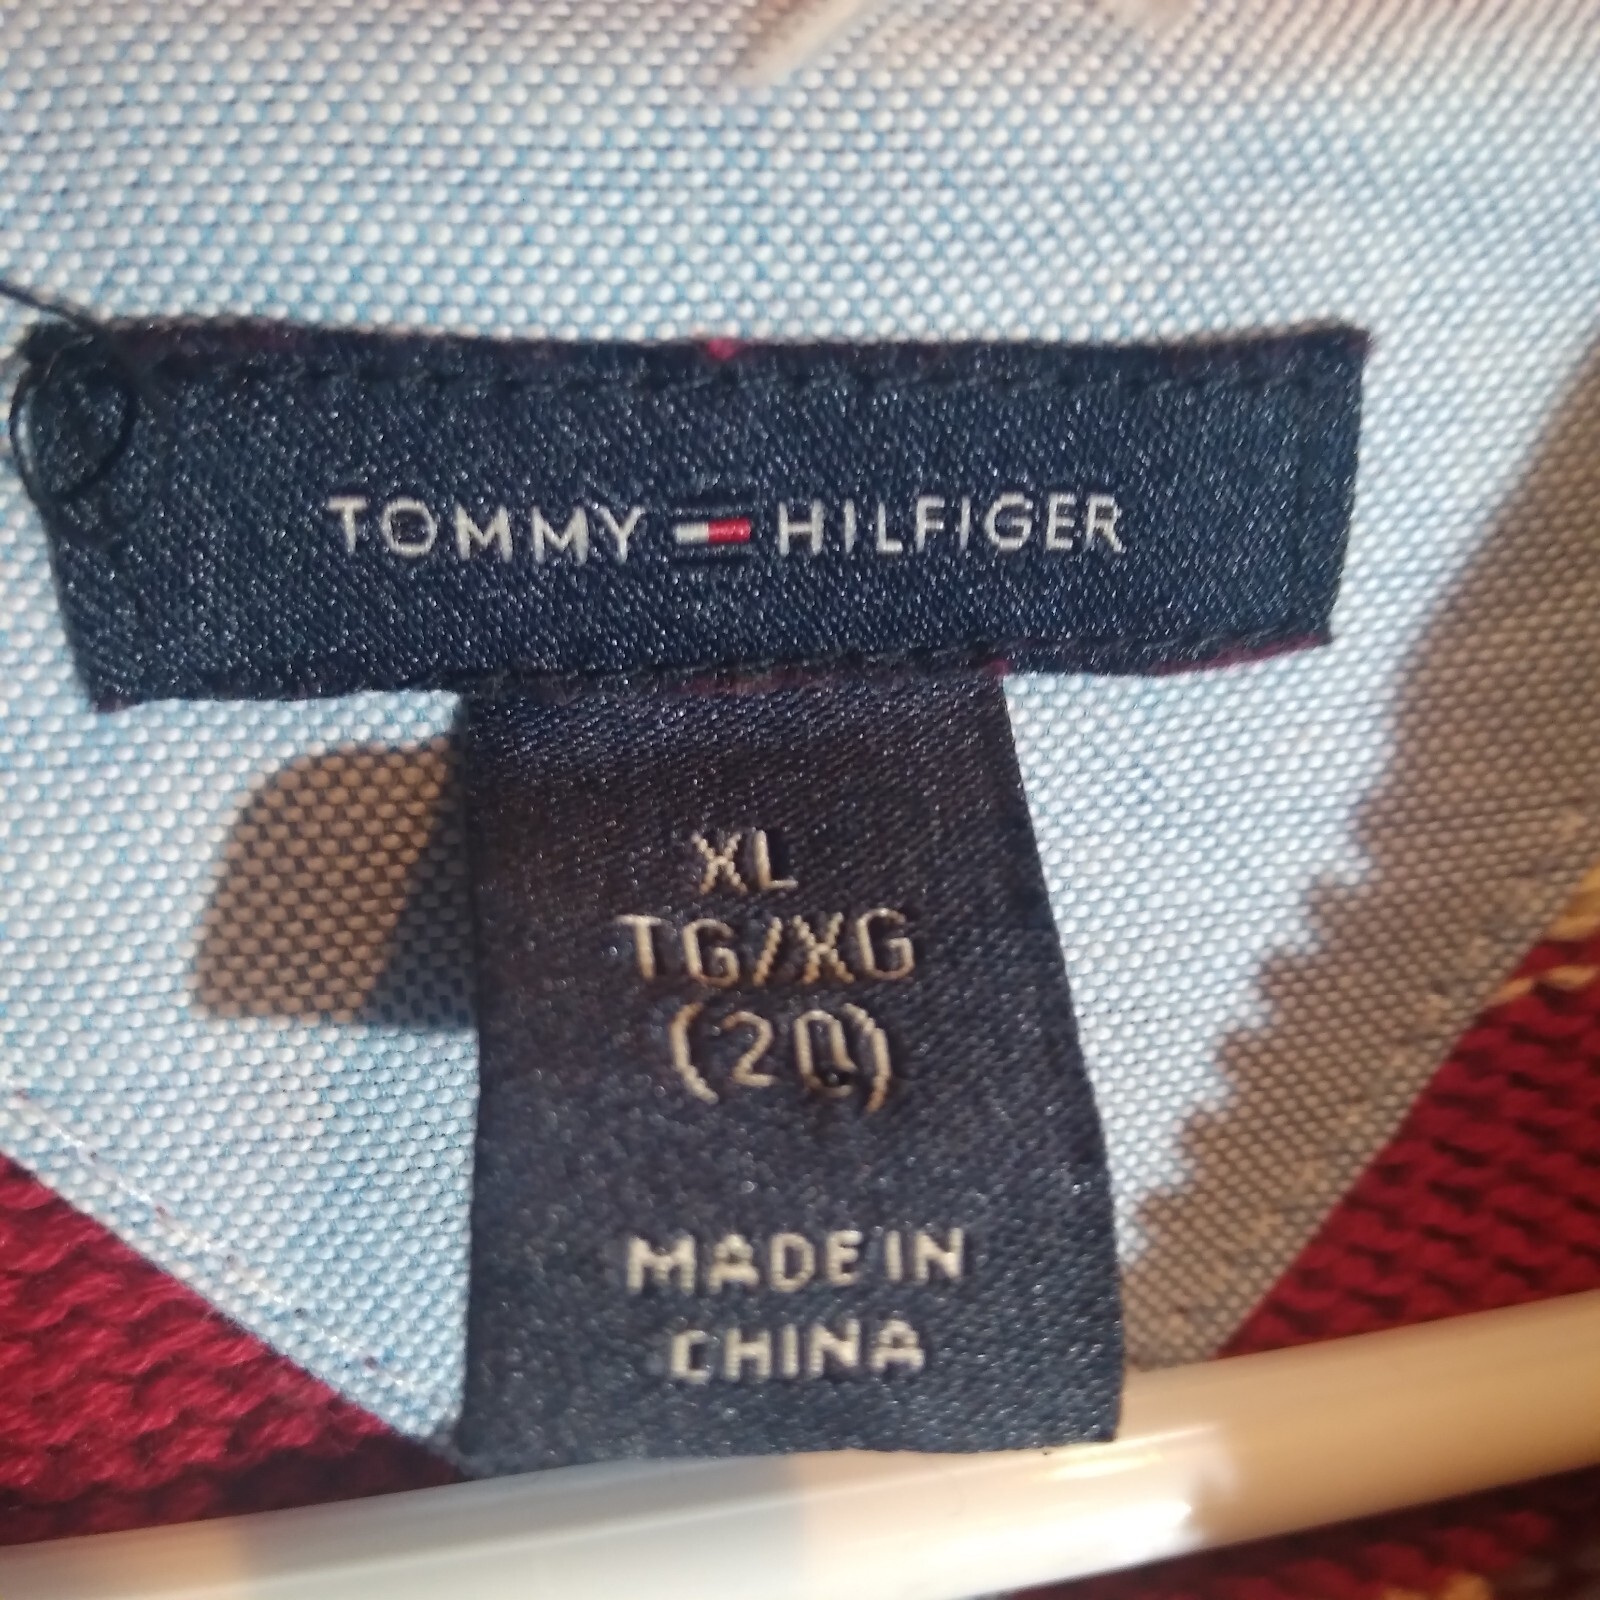 TOMMY HILFIGER
XL
TG/XG
(20)
MADE IN
CHINA